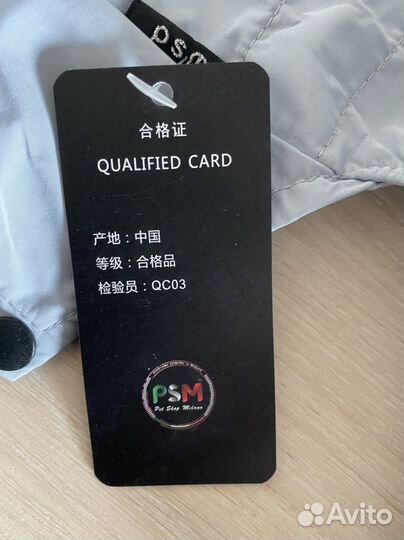 psm
合格证
QUALIFIED CARD
产地：中国
等级：合格品
检验员：QC03
PSM
Pet Shop Milano
Avito